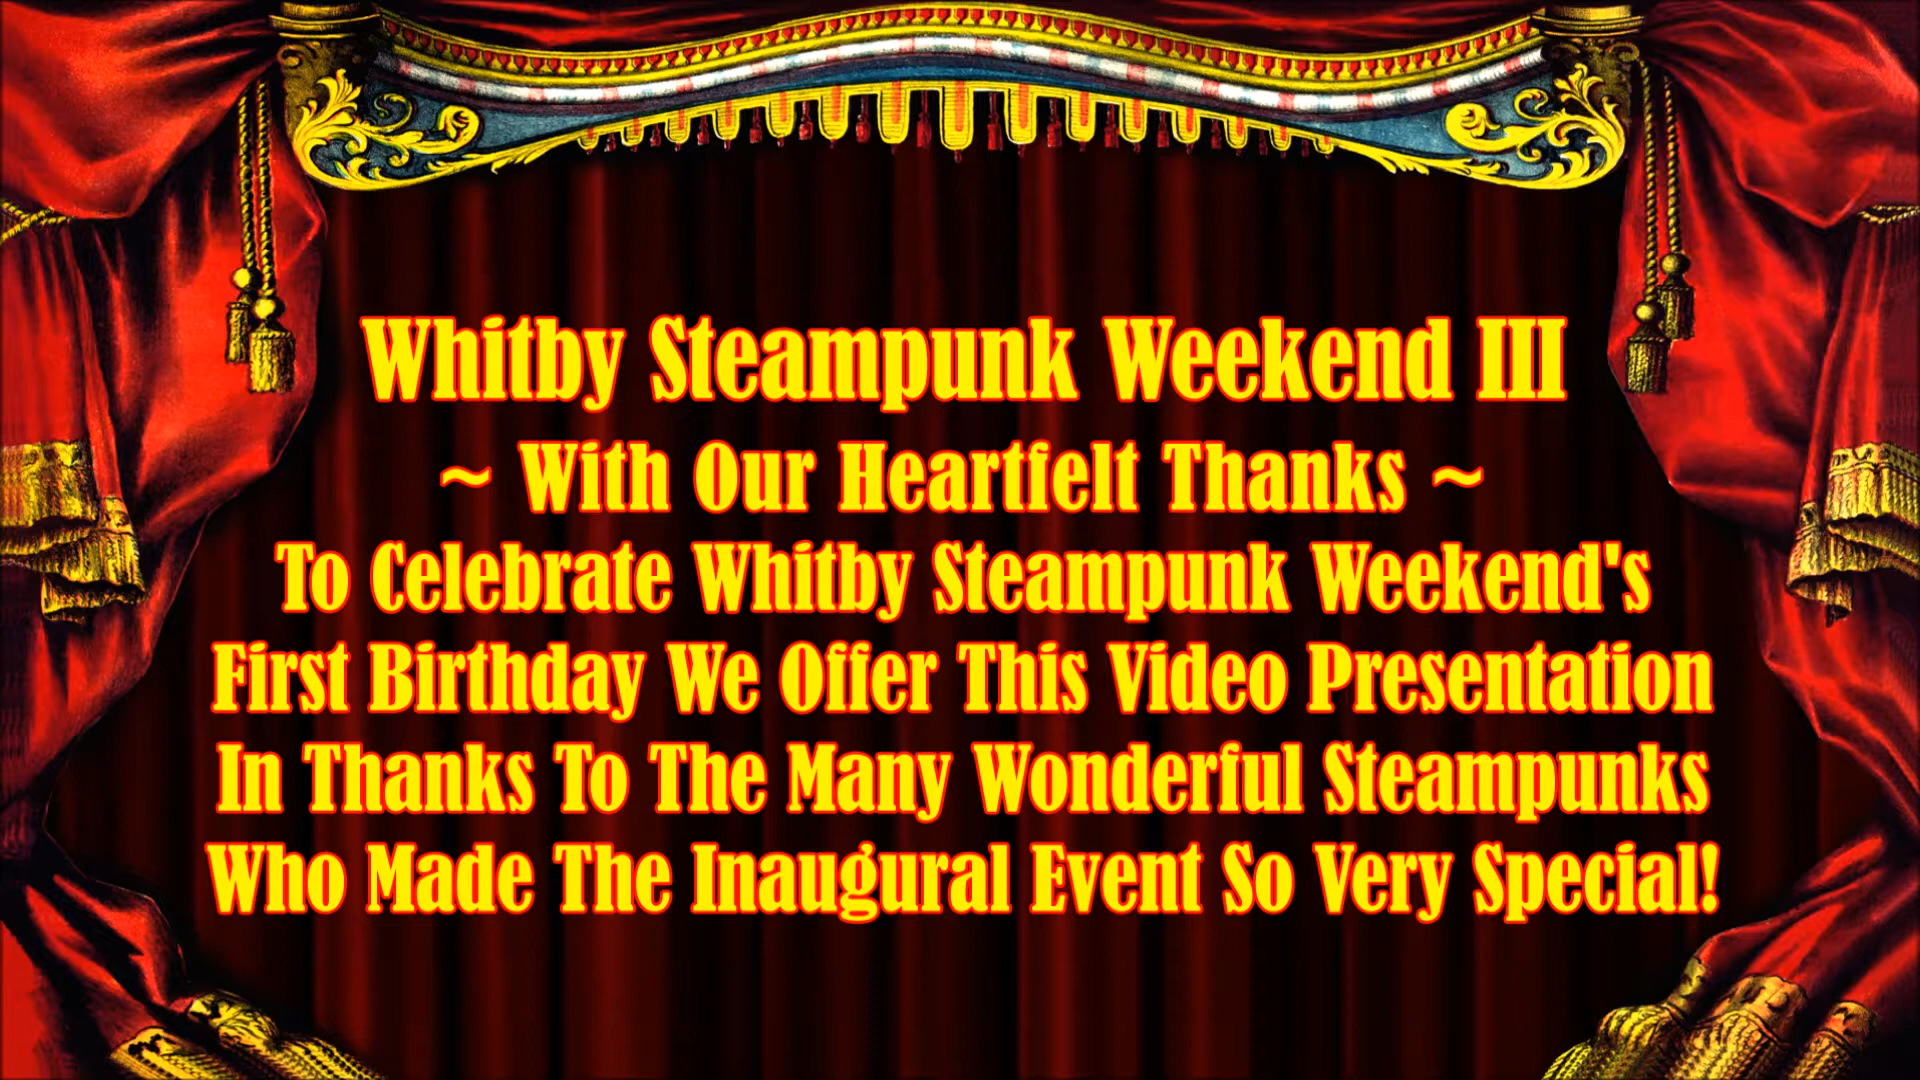 Whitby Steampunk Weekend III
~ With Our Heartfelt Thanks ~
To Celebrate Whitby Steampunk Weekend's
First Birthday We Offer This Video Presentation
In Thanks To The Many Wonderful Steampunks
Who Made The Inaugural Event So Very Special!